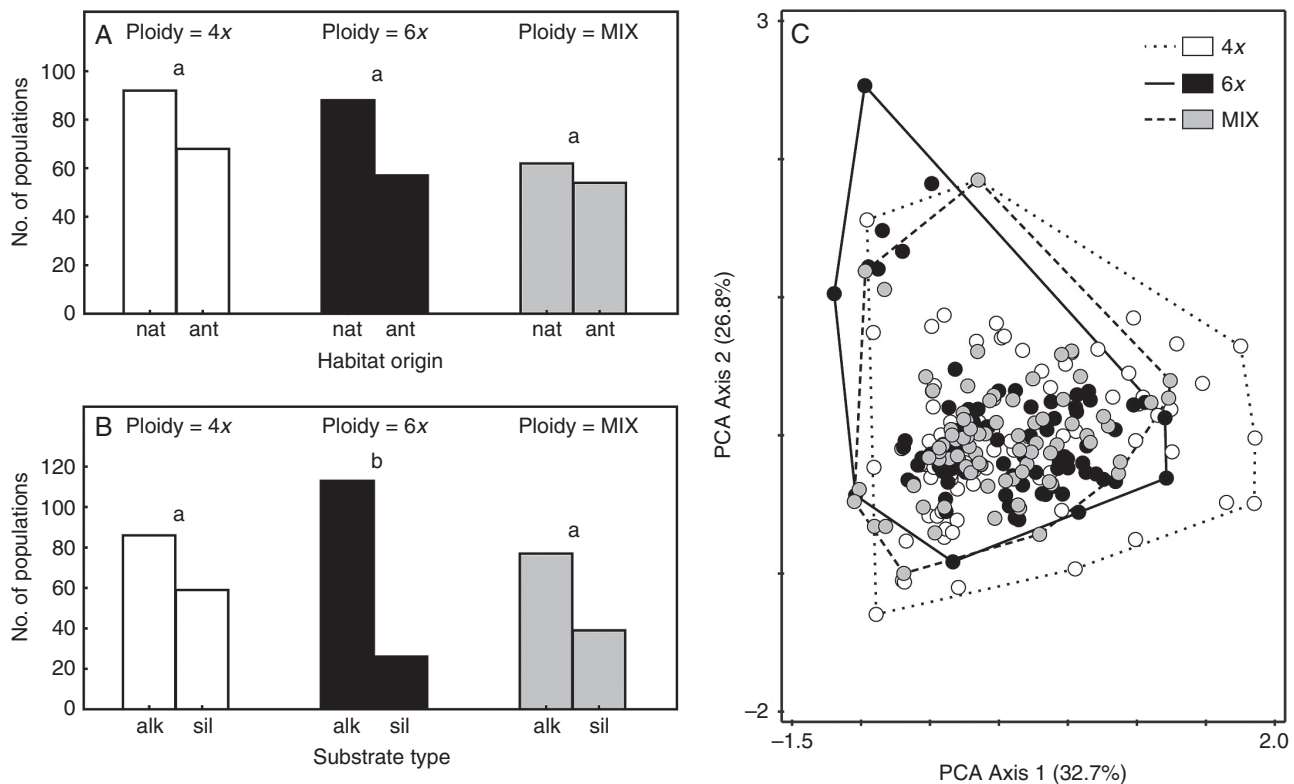 A
Ploidy = 4x
Ploidy = 6x
Ploidy = MIX
No. of populations
100
80
60
40
20
0
a
a
a
nat
ant
nat
ant
nat
ant
Habitat origin
B
Ploidy = 4x
Ploidy = 6x
Ploidy = MIX
No. of populations
120
100
80
60
40
20
0
a
b
a
alk
sil
alk
sil
alk
sil
Substrate type
C
3
4x
6x
MIX
PCA Axis 2 (26.8%)
–2
–1.5
2.0
PCA Axis 1 (32.7%)